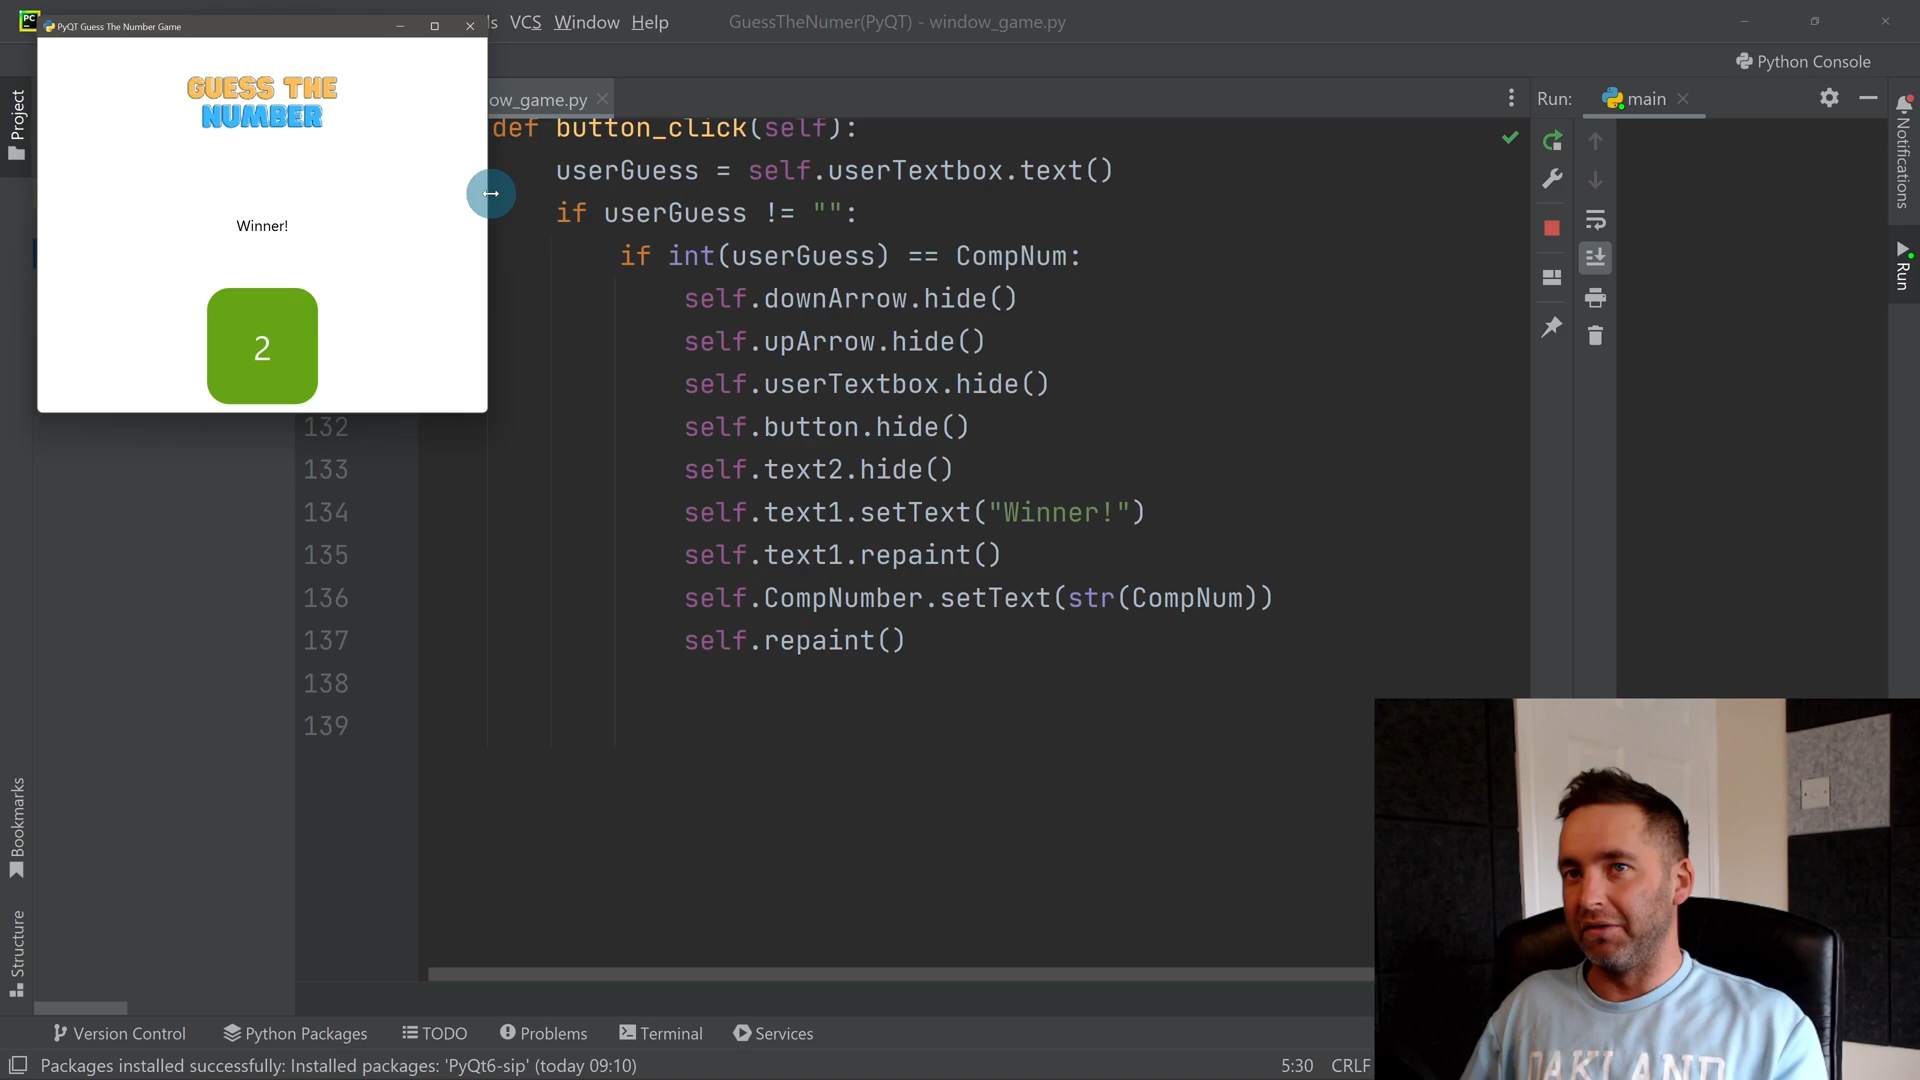 PC
s VCS Window Help
GuessTheNumer(PyQT) - window_game.py
PyQT Guess The Number Game
Python Console
GUESS THE
NUMBER
Winner!
2
Project
ow_game.py
Run: main
Notifications
Run
def button_click(self):
userGuess = self.userTextbox.text()
if userGuess != "":
if int(userGuess) == CompNum:
self.downArrow.hide()
self.upArrow.hide()
self.userTextbox.hide()
132 self.button.hide()
133 self.text2.hide()
134 self.text1.setText("Winner!")
135 self.text1.repaint()
136 self.CompNumber.setText(str(CompNum))
137 self.repaint()
138
139
Bookmarks
Structure
OAKLAND
Version Control Python Packages TODO Problems Terminal Services
Packages installed successfully: Installed packages: 'PyQt6-sip' (today 09:10) 5:30 CRLF